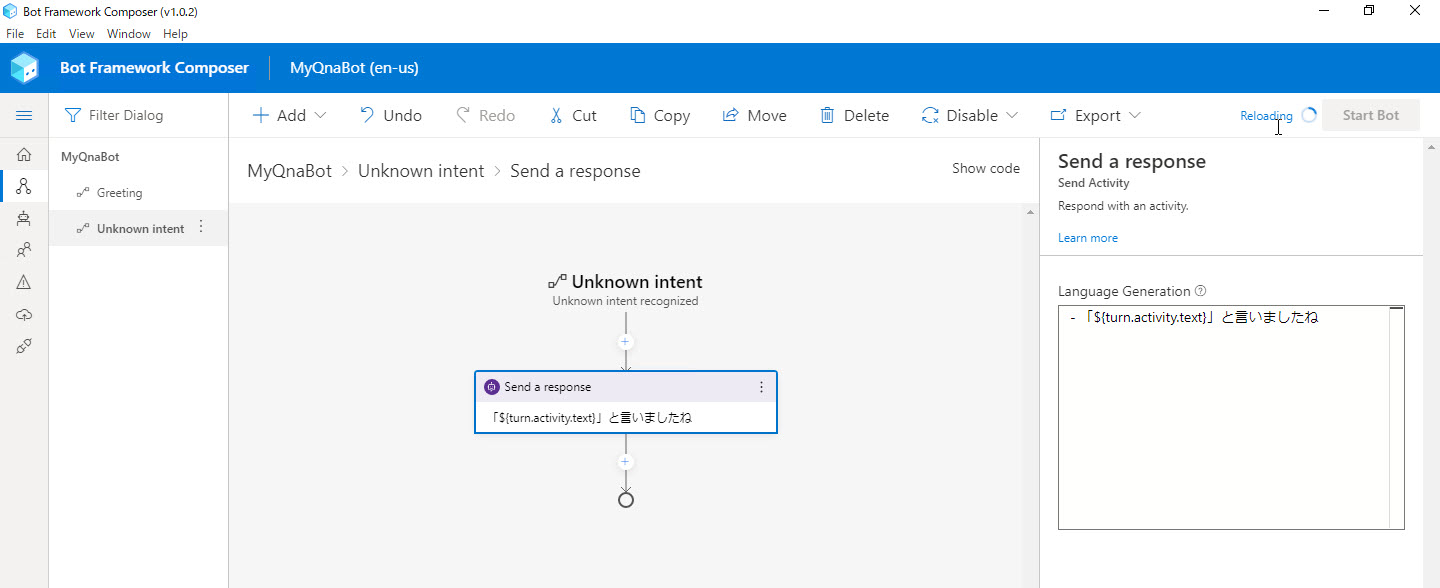 Bot Framework Composer (v1.0.2)
File Edit View Window Help
Bot Framework Composer MyQnaBot (en-us)
Filter Dialog Add Undo Redo Cut Copy Move Delete Disable Export Reloading Start Bot
MyQnaBot
Greeting
Unknown intent
MyQnaBot > Unknown intent > Send a response Show code
Unknown intent
Unknown intent recognized
Send a response
「${turn.activity.text}」と言いましたね
Send a response
Send Activity
Respond with an activity.
Learn more
Language Generation
- 「${turn.activity.text}」と言いましたね